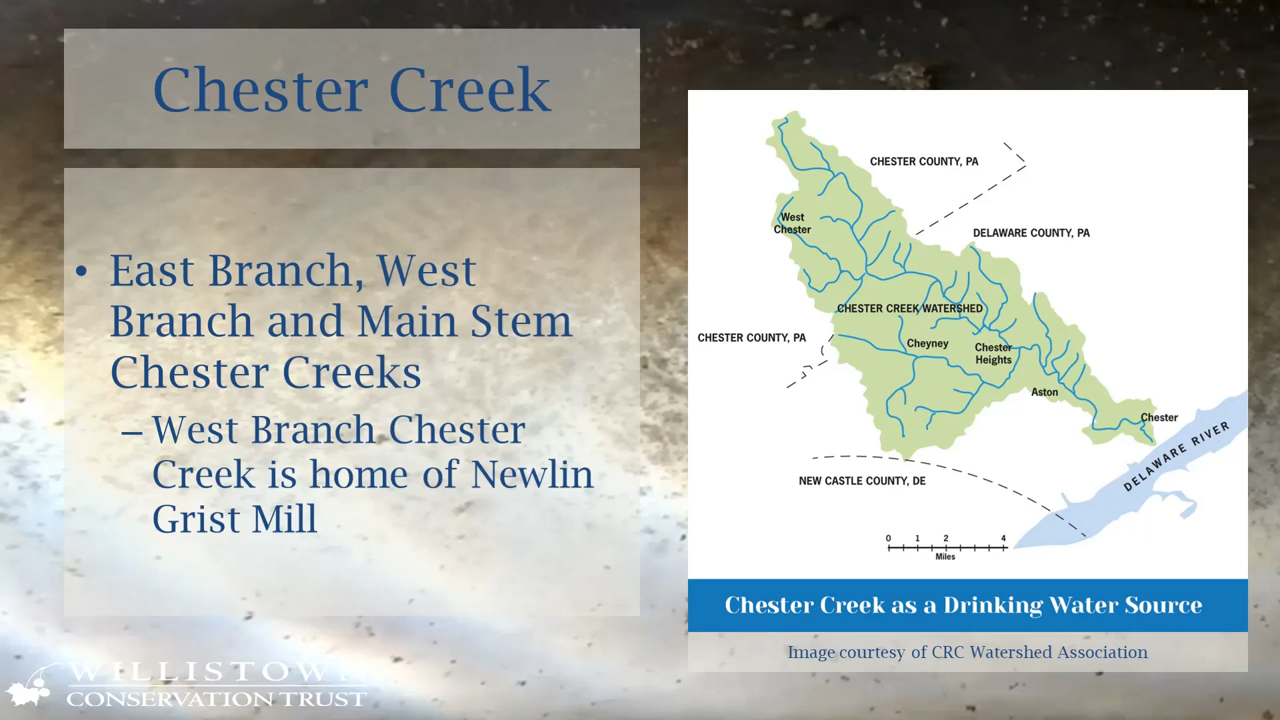 Chester Creek
• East Branch, West
Branch and Main Stem
Chester Creeks
– West Branch Chester
Creek is home of Newlin
Grist Mill
CHESTER COUNTY, PA
West
Chester
DELAWARE COUNTY, PA
CHESTER CREEK WATERSHED
CHESTER COUNTY, PA
Cheyney
Chester
Heights
Aston
Chester
DELAWARE RIVER
NEW CASTLE COUNTY, DE
0 1 2 4
Miles
Chester Creek as a Drinking Water Source
Image courtesy of CRC Watershed Association
WILLISTOWN
CONSERVATION TRUST